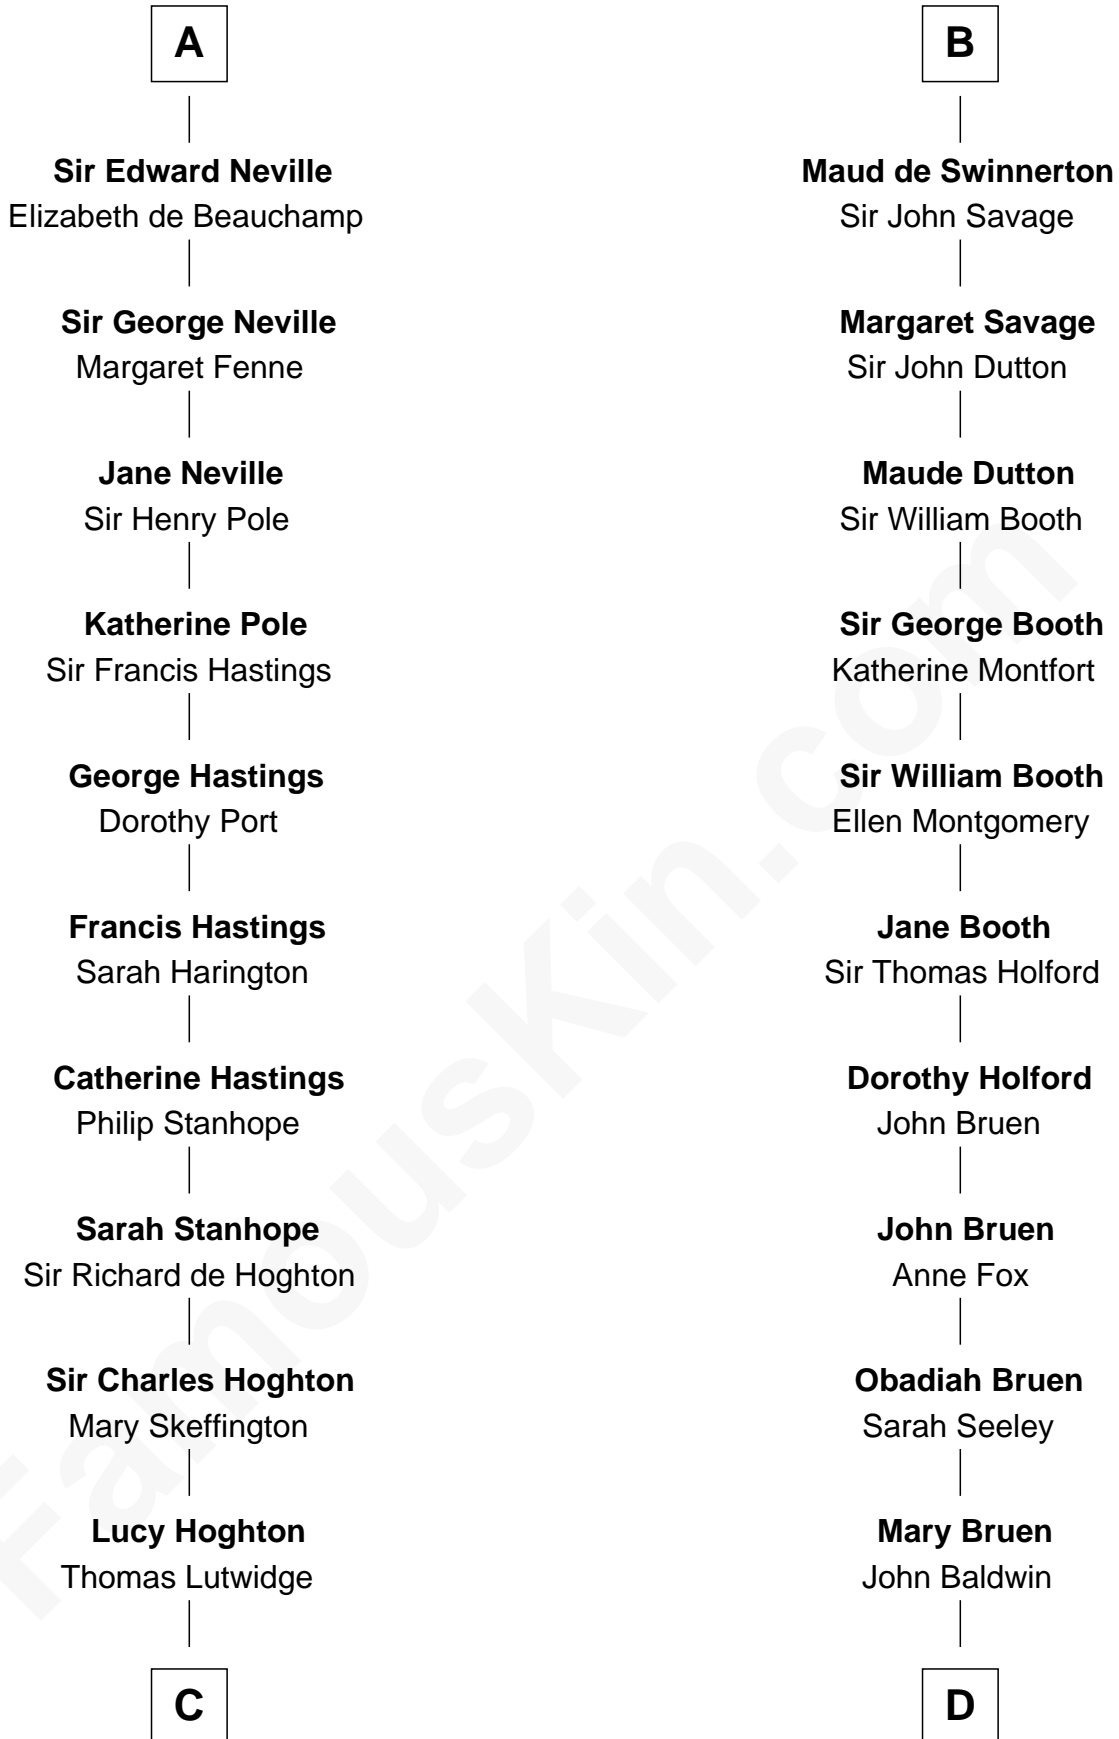 A
Sir Edward Neville
Elizabeth de Beauchamp
Sir George Neville
Margaret Fenne
Jane Neville
Sir Henry Pole
Katherine Pole
Sir Francis Hastings
George Hastings
Dorothy Port
Francis Hastings
Sarah Harington
Catherine Hastings
Philip Stanhope
Sarah Stanhope
Sir Richard de Hoghton
Sir Charles Hoghton
Mary Skeffington
Lucy Hoghton
Thomas Lutwidge
C
B
Maud de Swinnerton
Sir John Savage
Margaret Savage
Sir John Dutton
Maude Dutton
Sir William Booth
Sir George Booth
Katherine Montfort
Sir William Booth
Ellen Montgomery
Jane Booth
Sir Thomas Holford
Dorothy Holford
John Bruen
John Bruen
Anne Fox
Obadiah Bruen
Sarah Seeley
Mary Bruen
John Baldwin
D
FamousKin.com